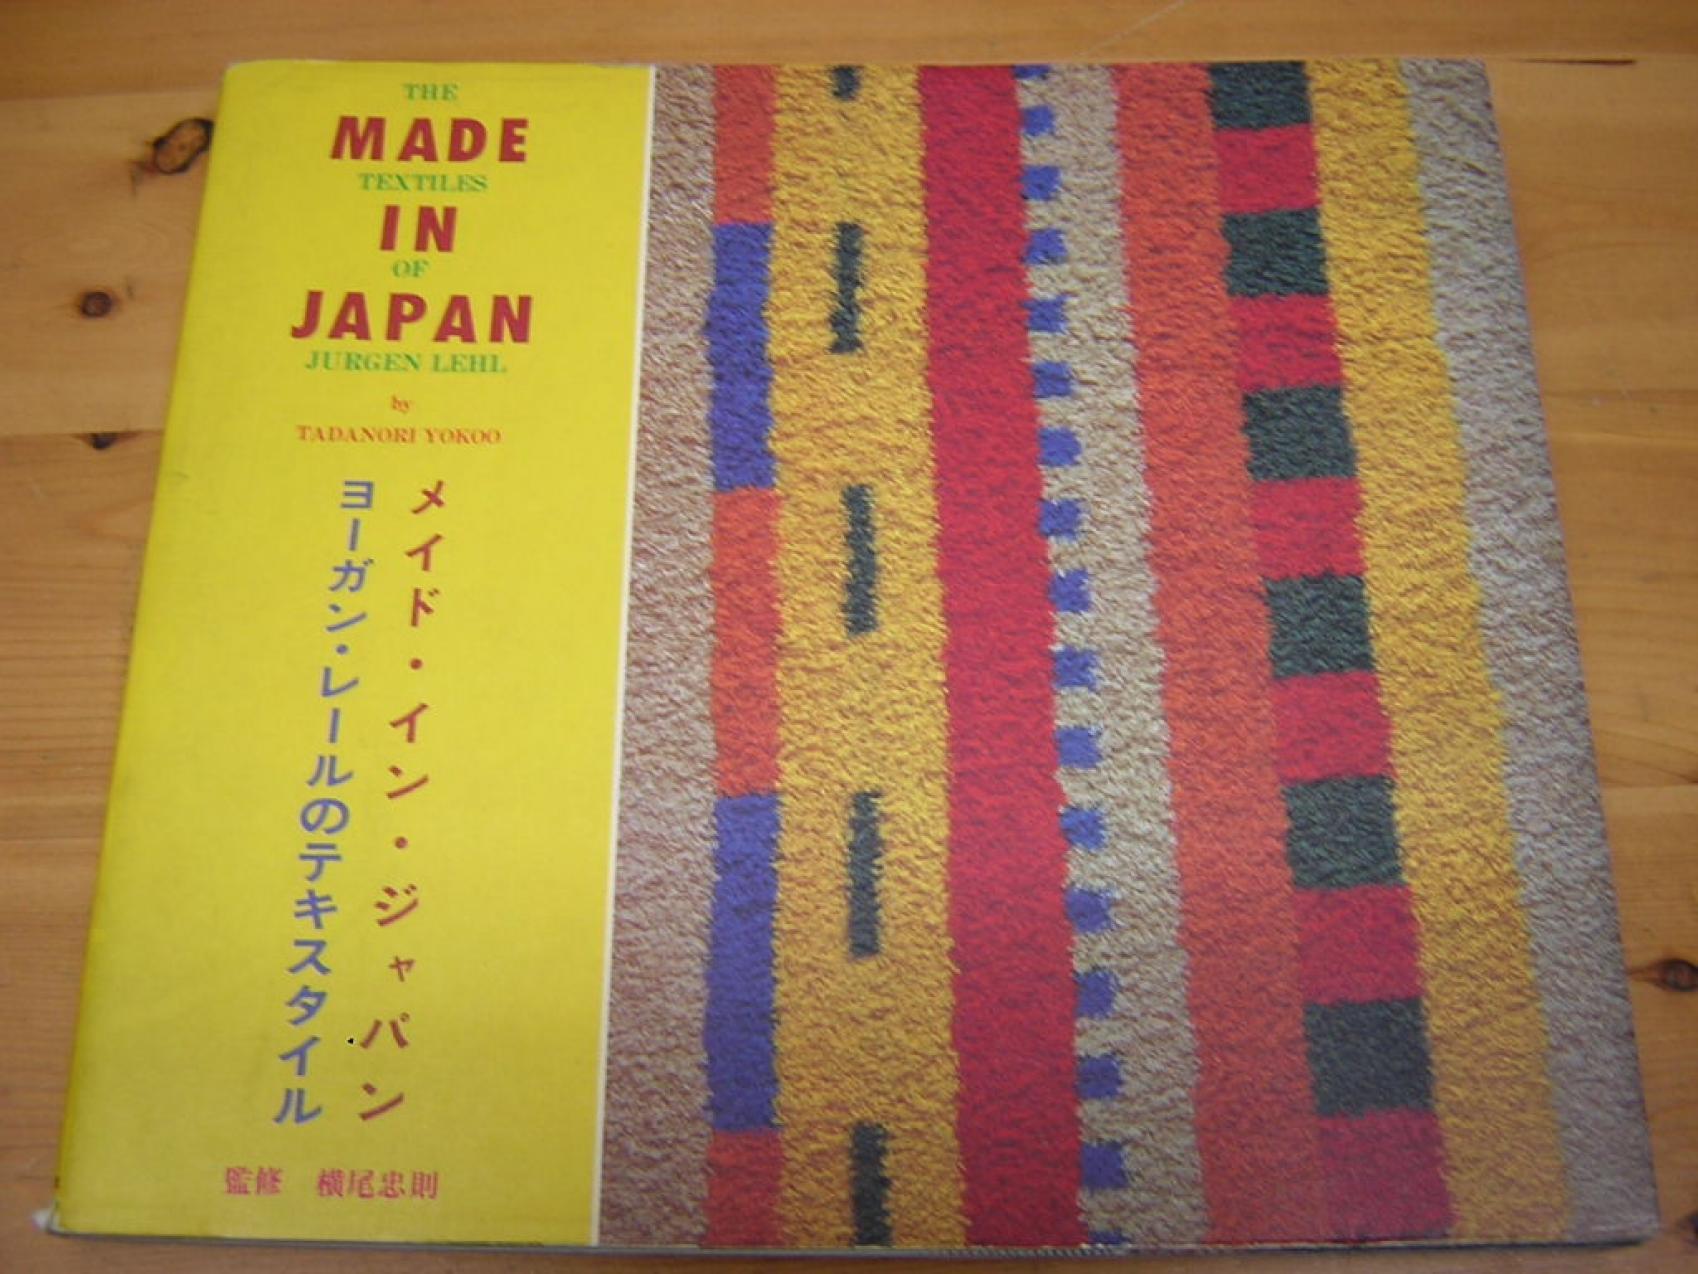 THE
MADE
TEXTILES
IN
OF
JAPAN
JURGEN LEHL
by
TADANORI YOKOO
メイド・イン・ジャパン
ヨーガン・レールのテキスタイル
監修 横尾忠則